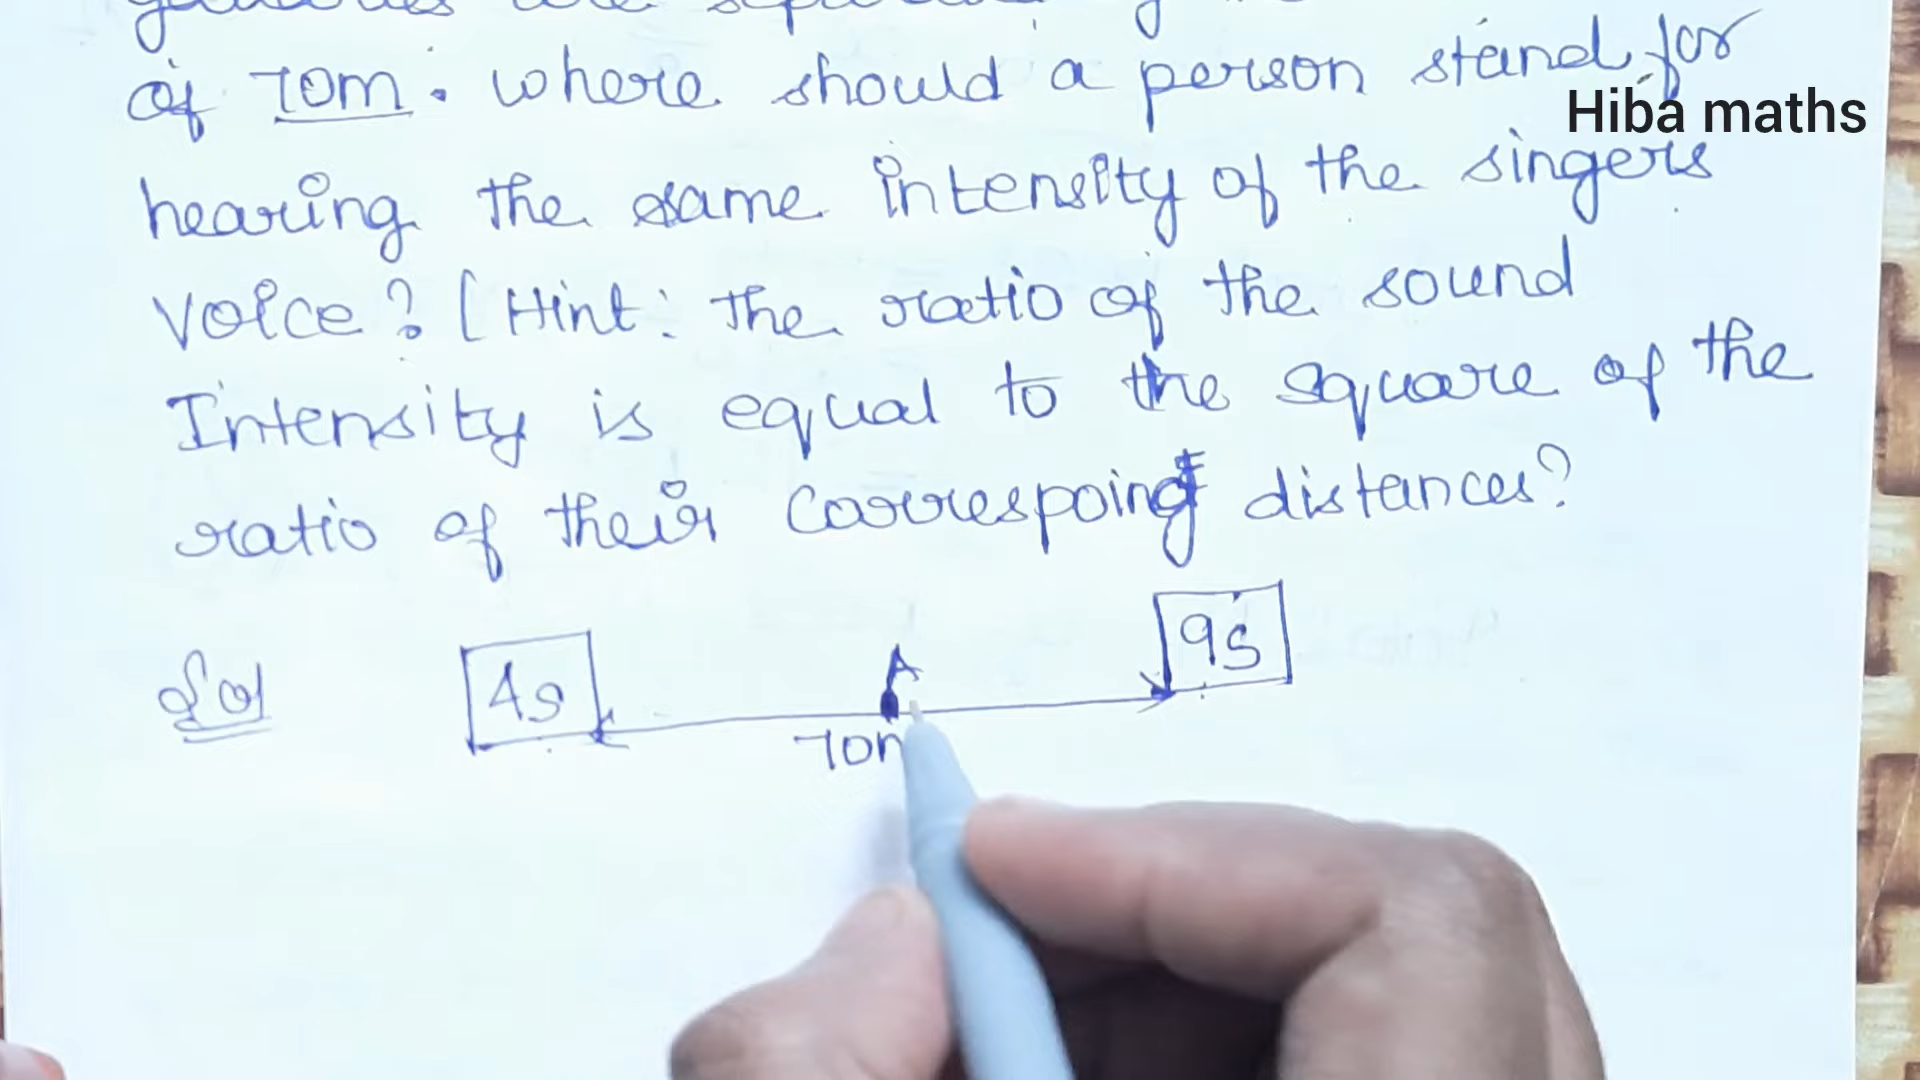 of 70m. where should a person stand for
Hiba maths
hearing the same intensity of the singers
voice? [Hint: The ratio of the sound
Intensity is equal to the square of the
ratio of their distances?
Sol 4s A 9s
70m